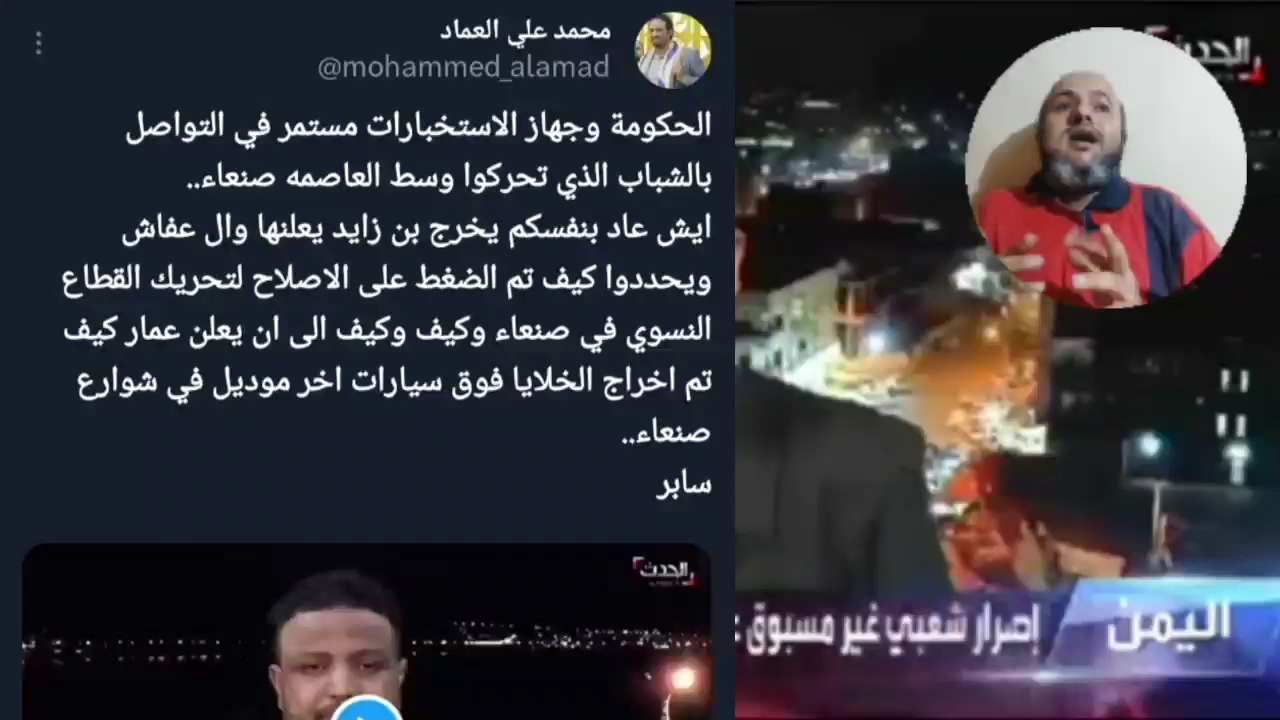 محمد علي العماد
@mohammed_alamad
الحكومة وجهاز الاستخبارات مستمر في التواصل
بالشباب الذي تحركوا وسط العاصمه صنعاء..
ايش عاد بنفسكم يخرج بن زايد يعلنها وال عفاش
ويحددوا كيف تم الضغط على الاصلاح لتحريك القطاع
النسوي في صنعاء وكيف وكيف الى ان يعلن عمار كيف
تم اخراج الخلايا فوق سيارات اخر موديل في شوارع
صنعاء..
سابر
الحدث
الحدث
اليمن
إصرار شعبي غير مسبوق